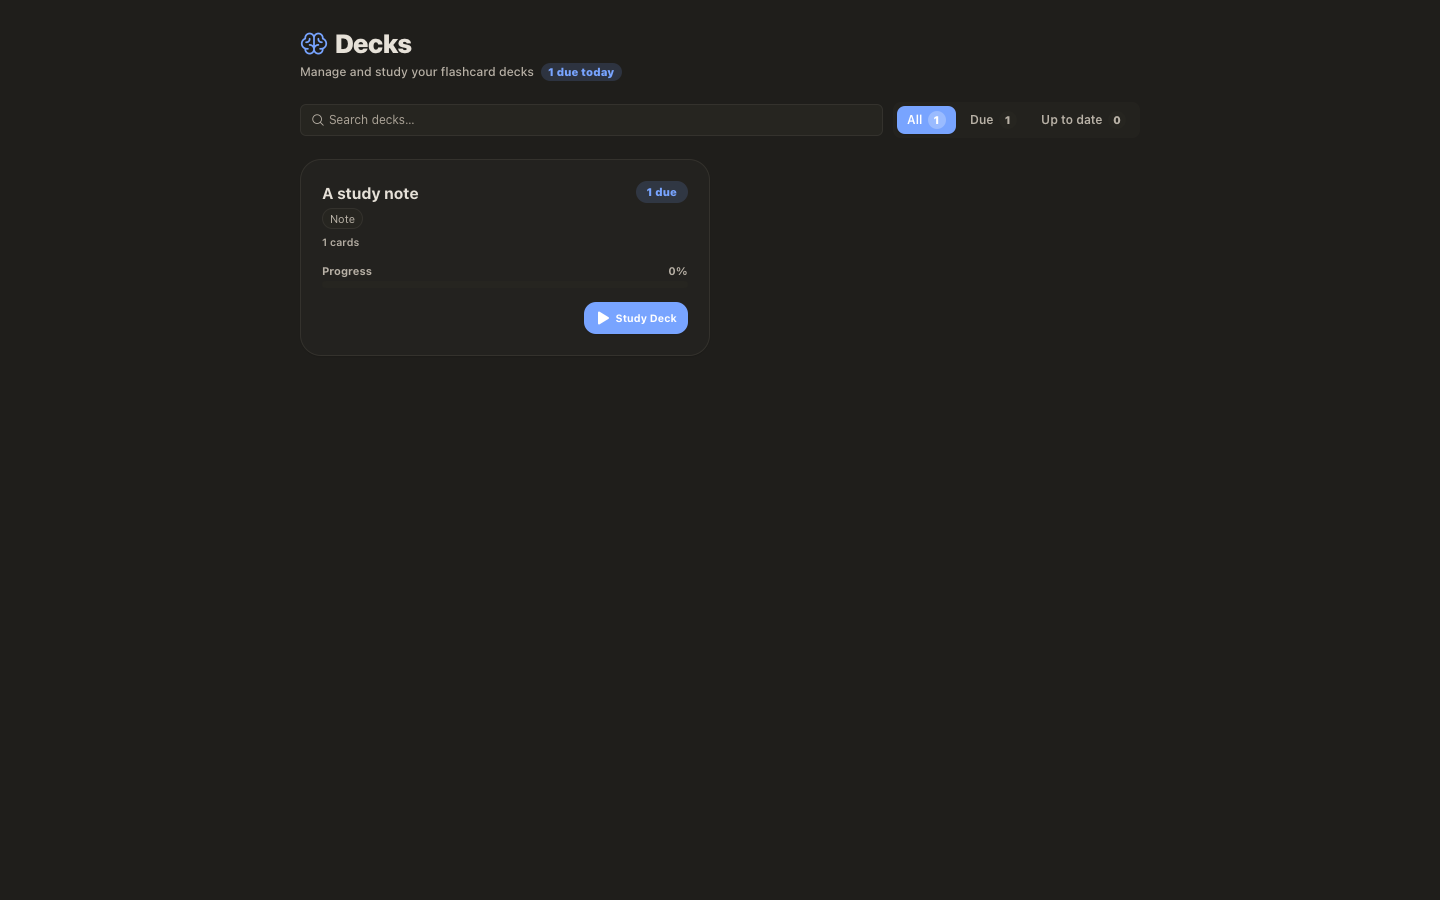 Decks
Manage and study your flashcard decks 1 due today
Search decks...
All 1 Due 1 Up to date 0
A study note 1 due
Note
1 cards
Progress 0%
Study Deck